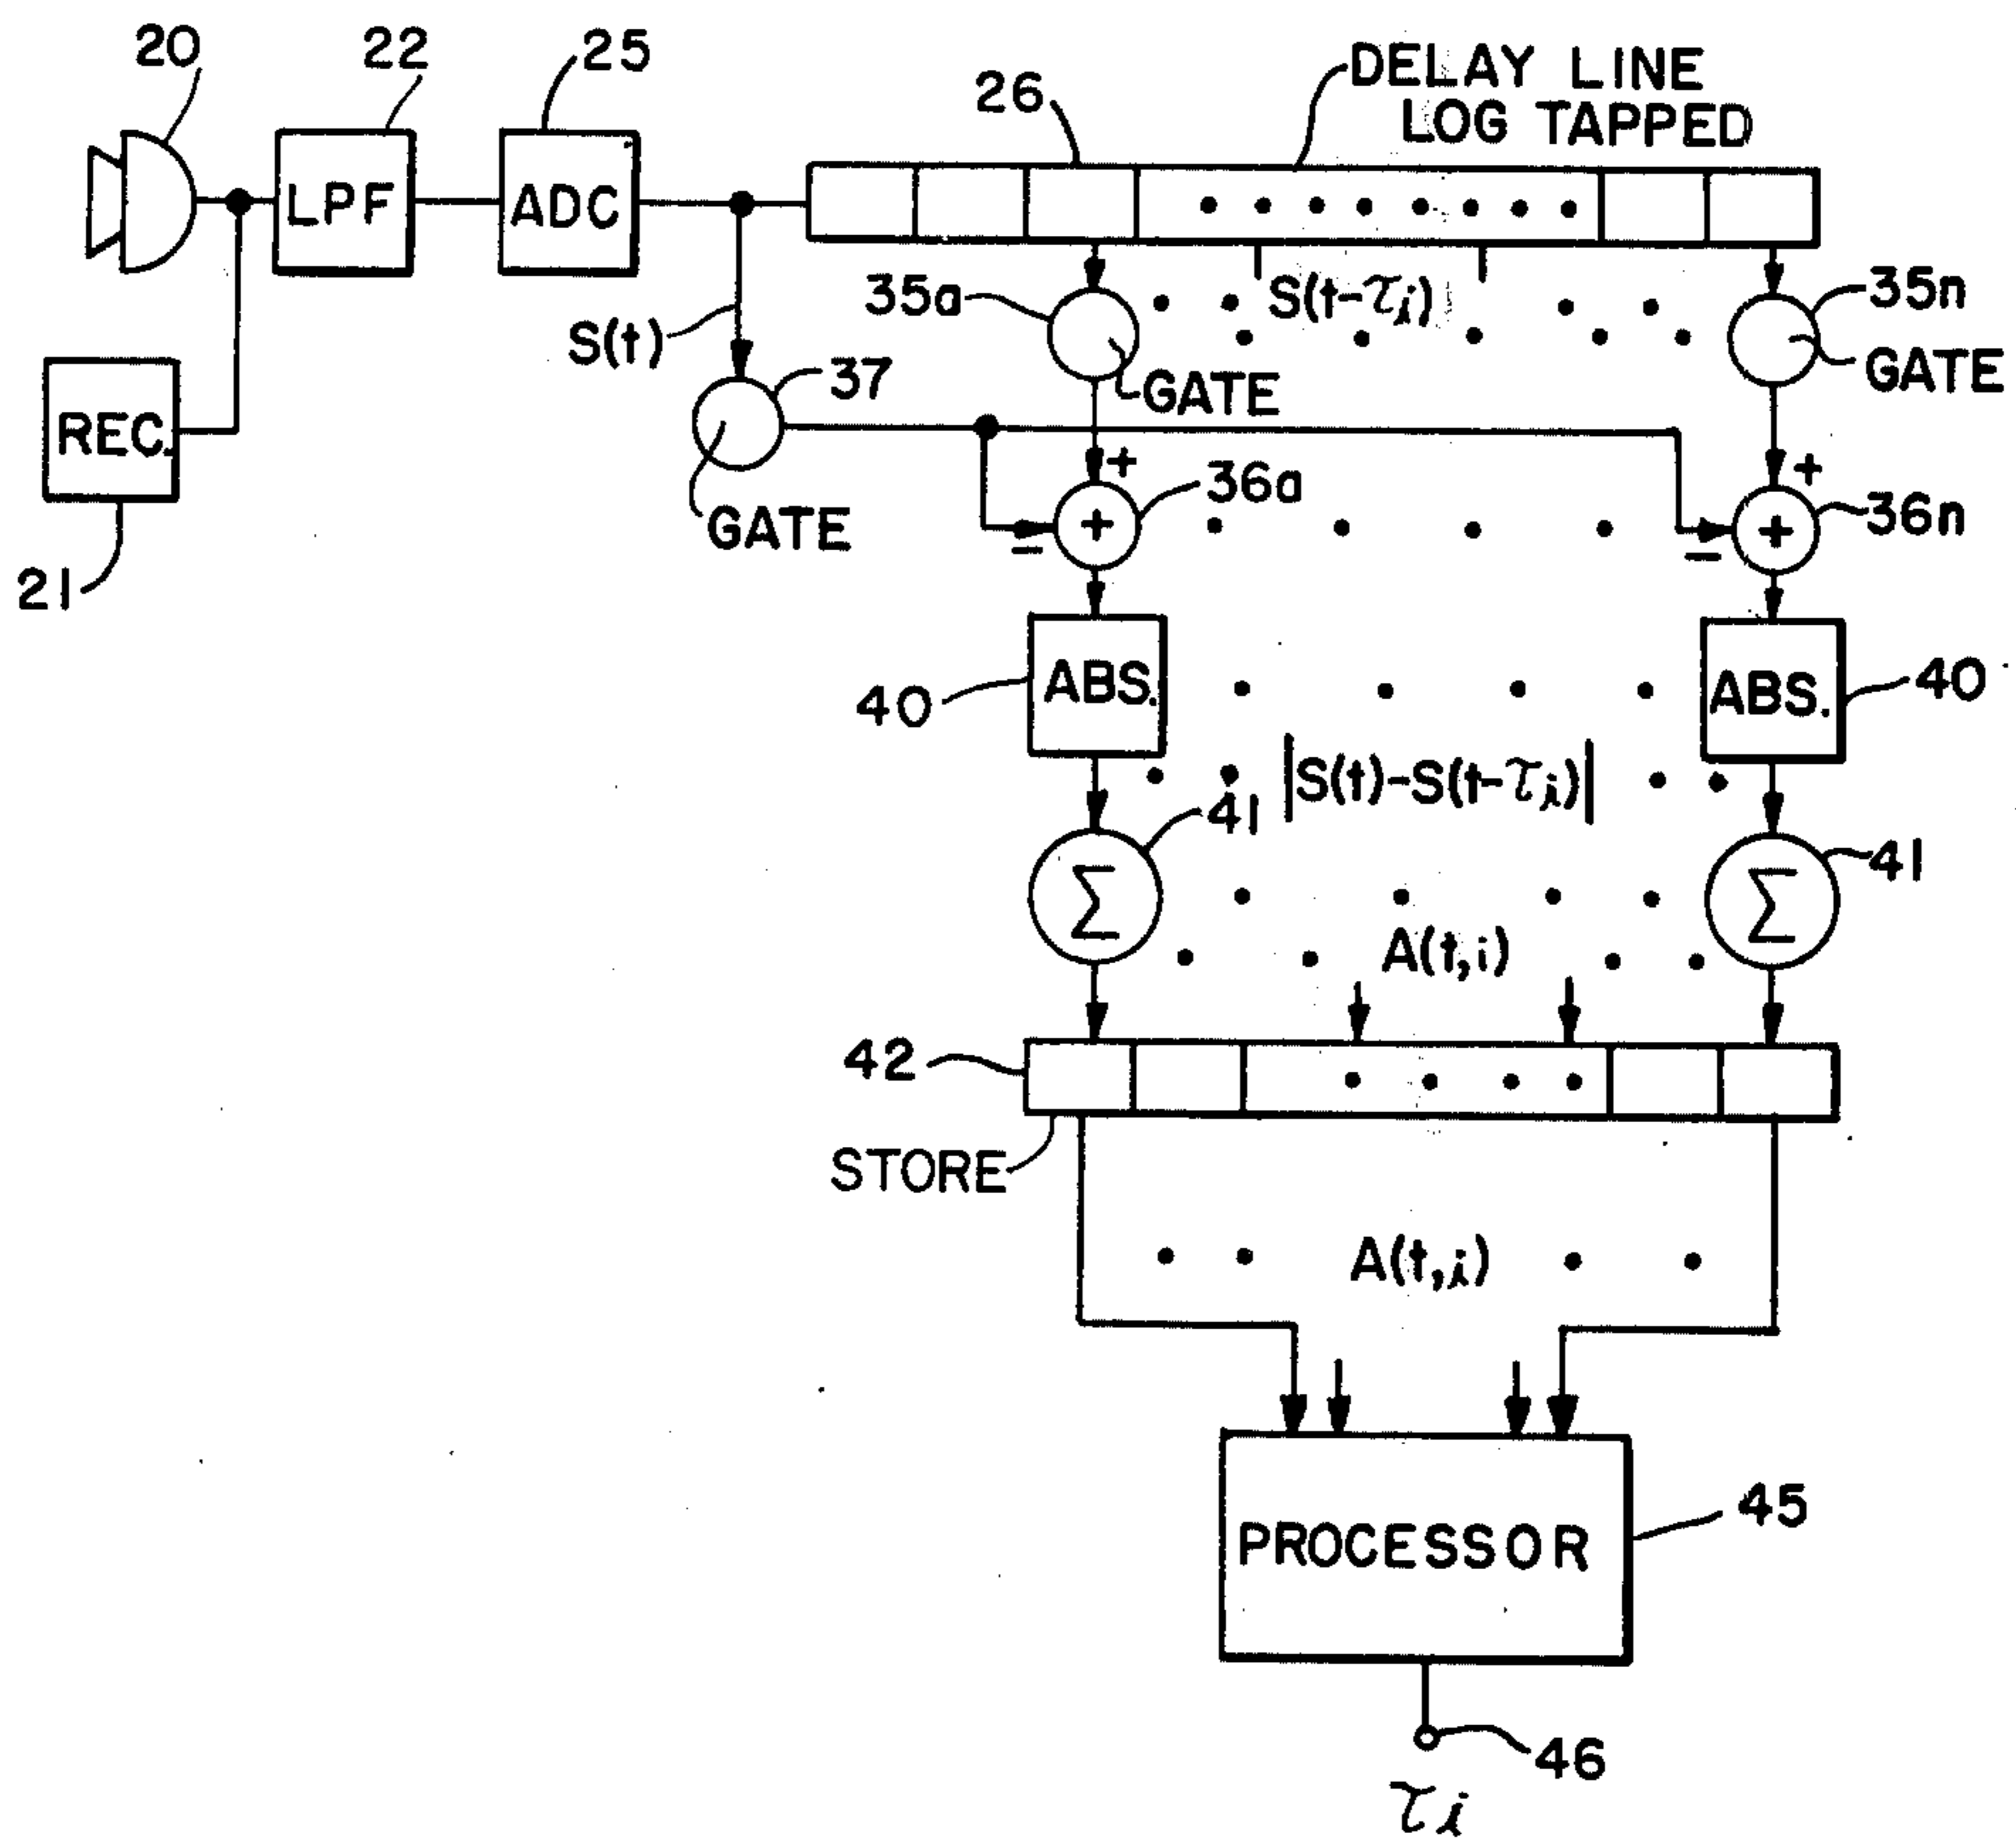 20
22
25
26
DELAY LINE
LOG TAPPED
LPF
ADC
35a
S(t-τi)
35n
S(t)
37
GATE
GATE
REC.
+
36a
+
36n
GATE
+
+
-
-
21
ABS.
40
ABS.
40
|S(t)-S(t-τi)|
41
41
Σ
Σ
A(t,i)
42
STORE
A(t,i)
45
PROCESSOR
46
τi